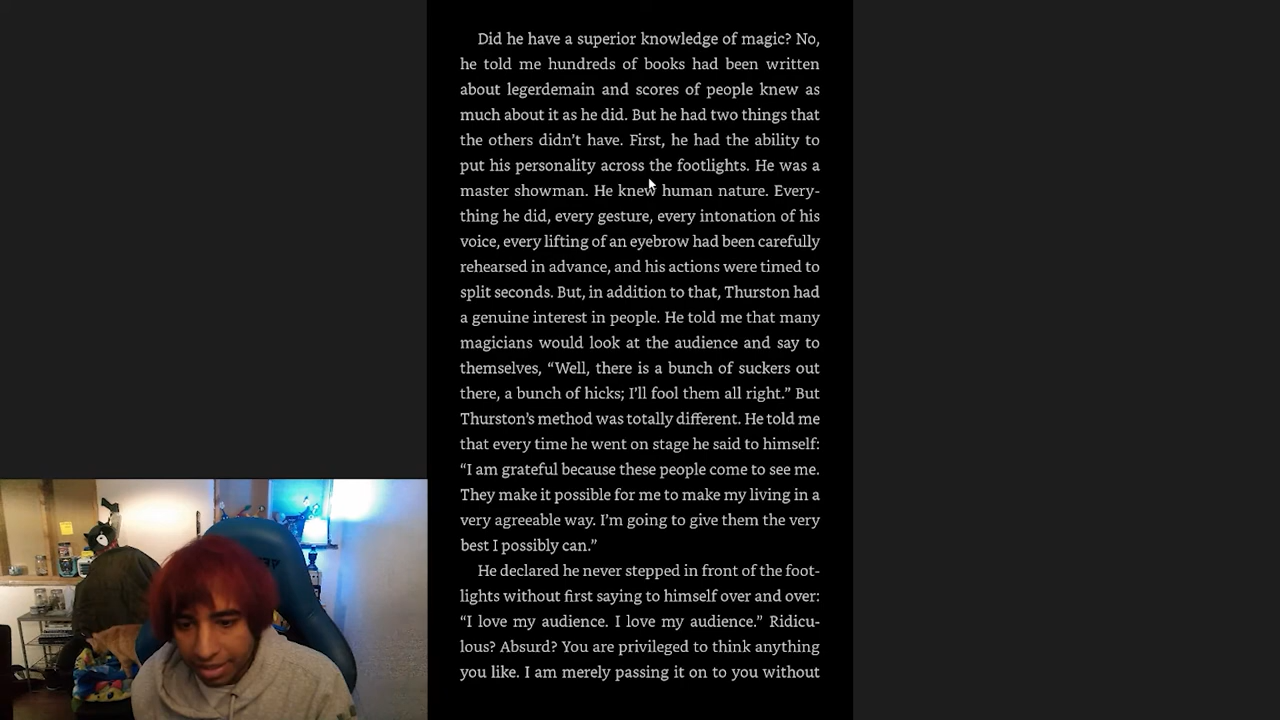 Did he have a superior knowledge of magic? No,
he told me hundreds of books had been written
about legerdemain and scores of people knew as
much about it as he did. But he had two things that
the others didn’t have. First, he had the ability to
put his personality across the footlights. He was a
master showman. He knew human nature. Every-
thing he did, every gesture, every intonation of his
voice, every lifting of an eyebrow had been carefully
rehearsed in advance, and his actions were timed to
split seconds. But, in addition to that, Thurston had
a genuine interest in people. He told me that many
magicians would look at the audience and say to
themselves, “Well, there is a bunch of suckers out
there, a bunch of hicks; I’ll fool them all right.” But
Thurston’s method was totally different. He told me
that every time he went on stage he said to himself:
“I am grateful because these people come to see me.
They make it possible for me to make my living in a
very agreeable way. I’m going to give them the very
best I possibly can.”
He declared he never stepped in front of the foot-
lights without first saying to himself over and over:
“I love my audience. I love my audience.” Ridicu-
lous? Absurd? You are privileged to think anything
you like. I am merely passing it on to you without